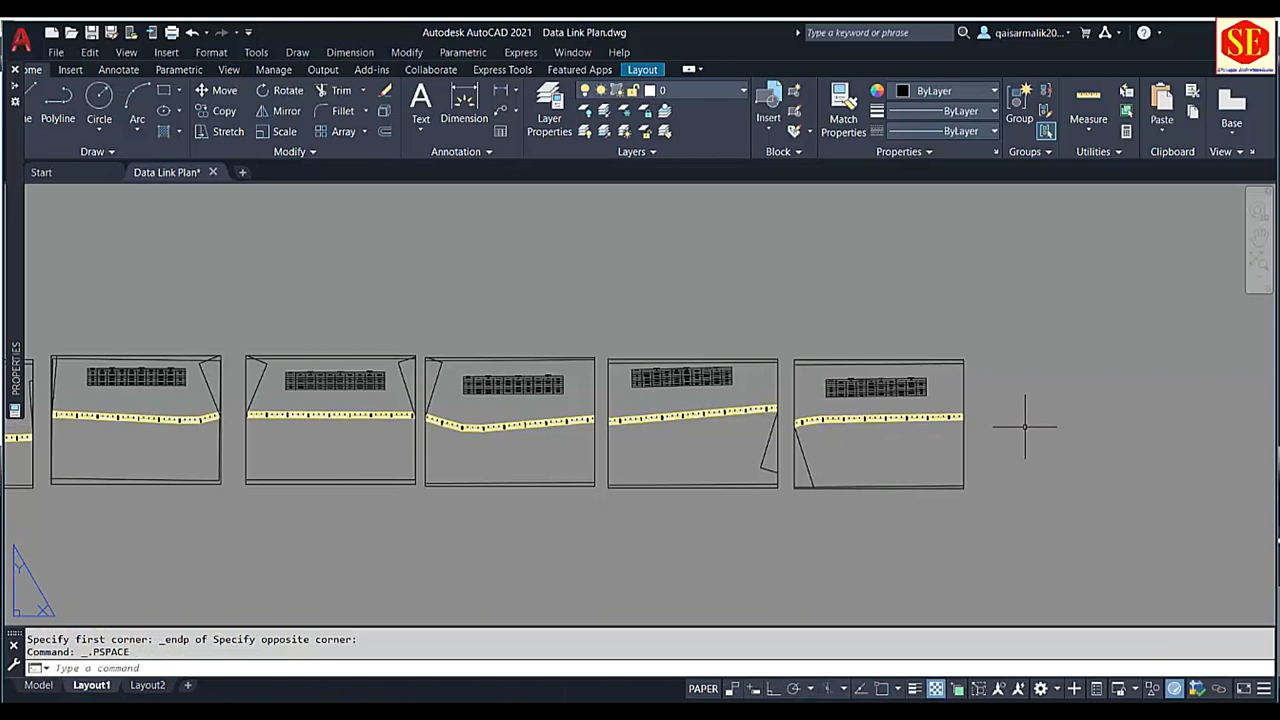 Autodesk AutoCAD 2021 Data Link Plan.dwg
Type a keyword or phrase
qaisarmalik20...
SE
File Edit View Insert Format Tools Draw Dimension Modify Parametric Express Window Help
ome Insert Annotate Parametric View Manage Output Add-ins Collaborate Express Tools Featured Apps Layout
Polyline Circle Arc
Move Rotate Trim
Copy Mirror Fillet
Stretch Scale Array
Text Dimension
Layer Properties
0
Insert
Match Properties
ByLayer
ByLayer
ByLayer
Group
Measure
Paste
Base
Draw Modify Annotation Layers Block Properties Groups Utilities Clipboard View
Start Data Link Plan*
PROPERTIES
Y
X
Specify first corner: _endp of Specify opposite corner:
Command: _.PSPACE
Type a command
Model Layout1 Layout2
PAPER